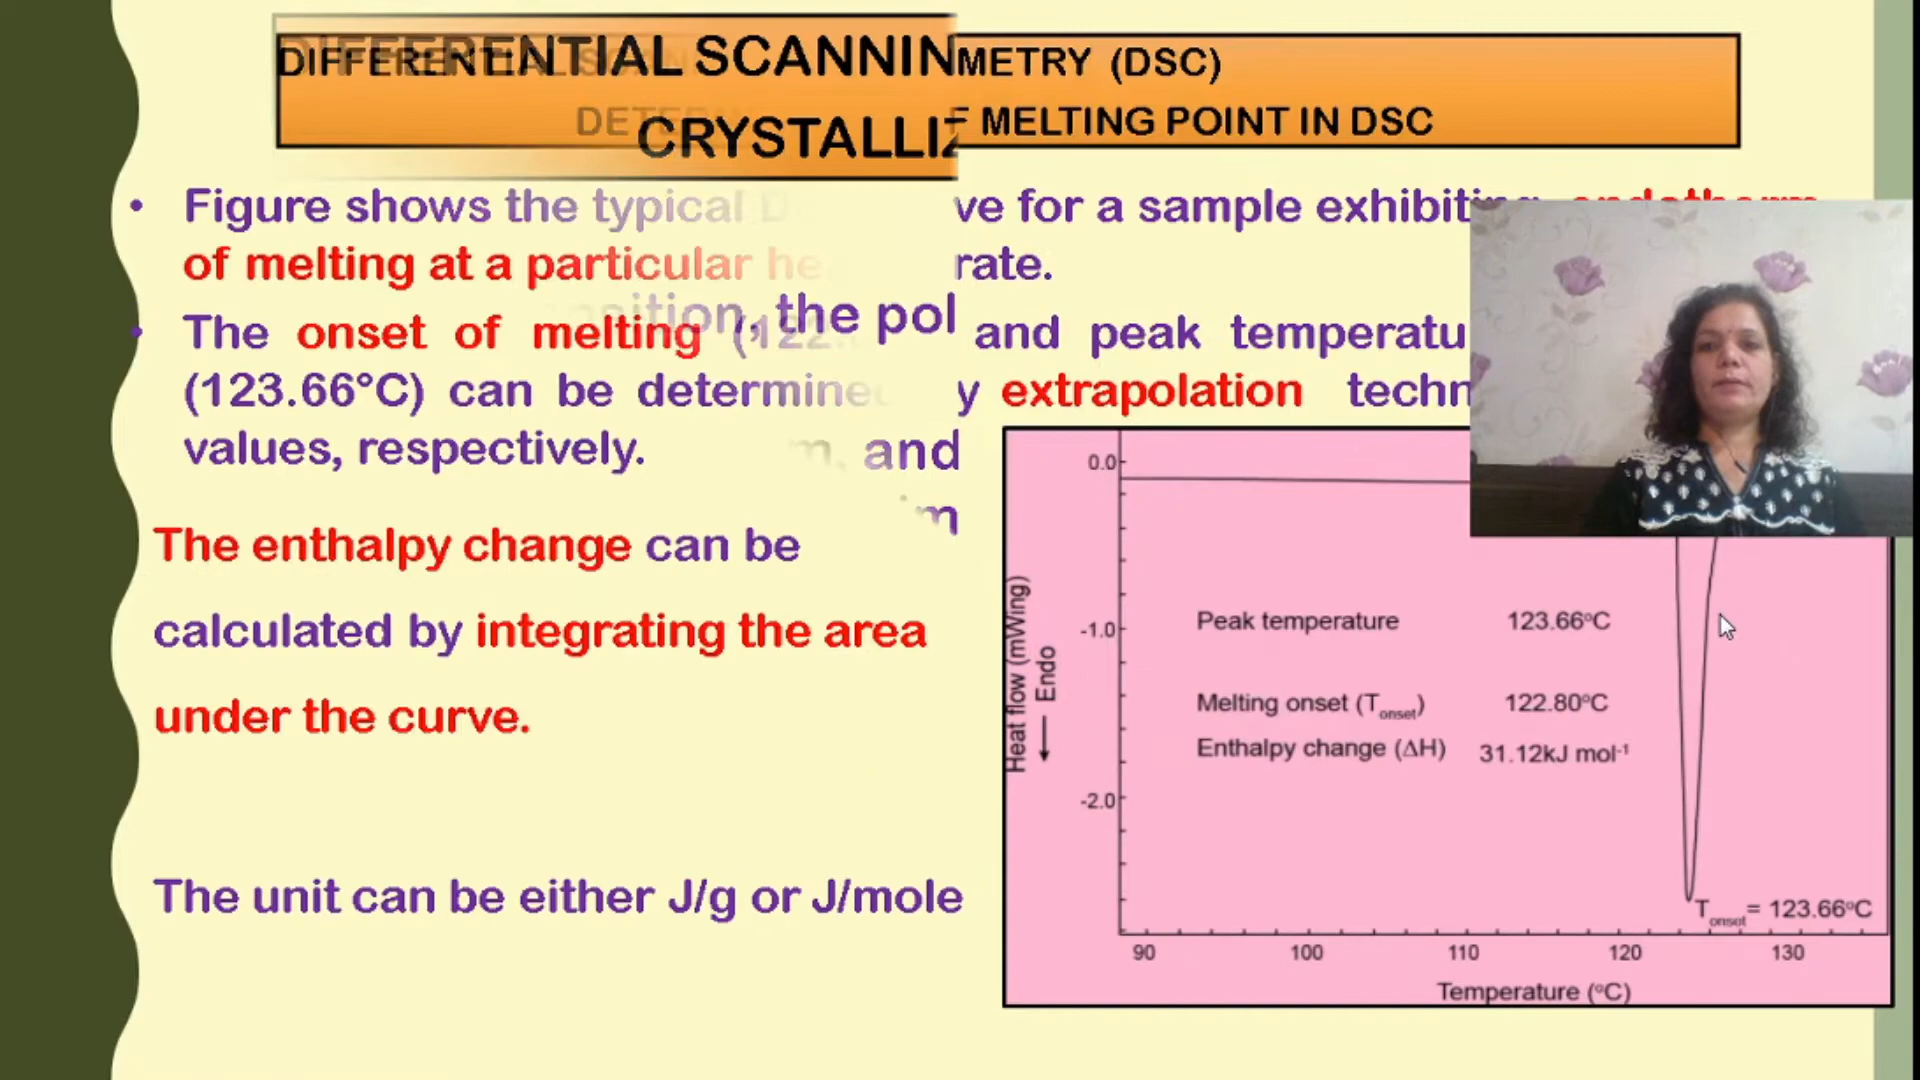 DIFFERENTIAL SCANNIN METRY (DSC)
CRYSTALLIZ F MELTING POINT IN DSC
• Figure shows the typical D ve for a sample exhibiting endotherm
of melting at a particular he rate.
nsition, the pol
• The onset of melting (122. and peak temperatu
(123.66°C) can be determine y extrapolation techn
values, respectively.
m, and
m
The enthalpy change can be
calculated by integrating the area
under the curve.
The unit can be either J/g or J/mole
0.0
-1.0
-2.0
Heat flow (mWing)
Endo
Peak temperature 123.66°C
Melting onset (Tonset) 122.80°C
Enthalpy change (ΔH) 31.12kJ mol-1
Tonset= 123.66°C
90 100 110 120 130
Temperature (°C)